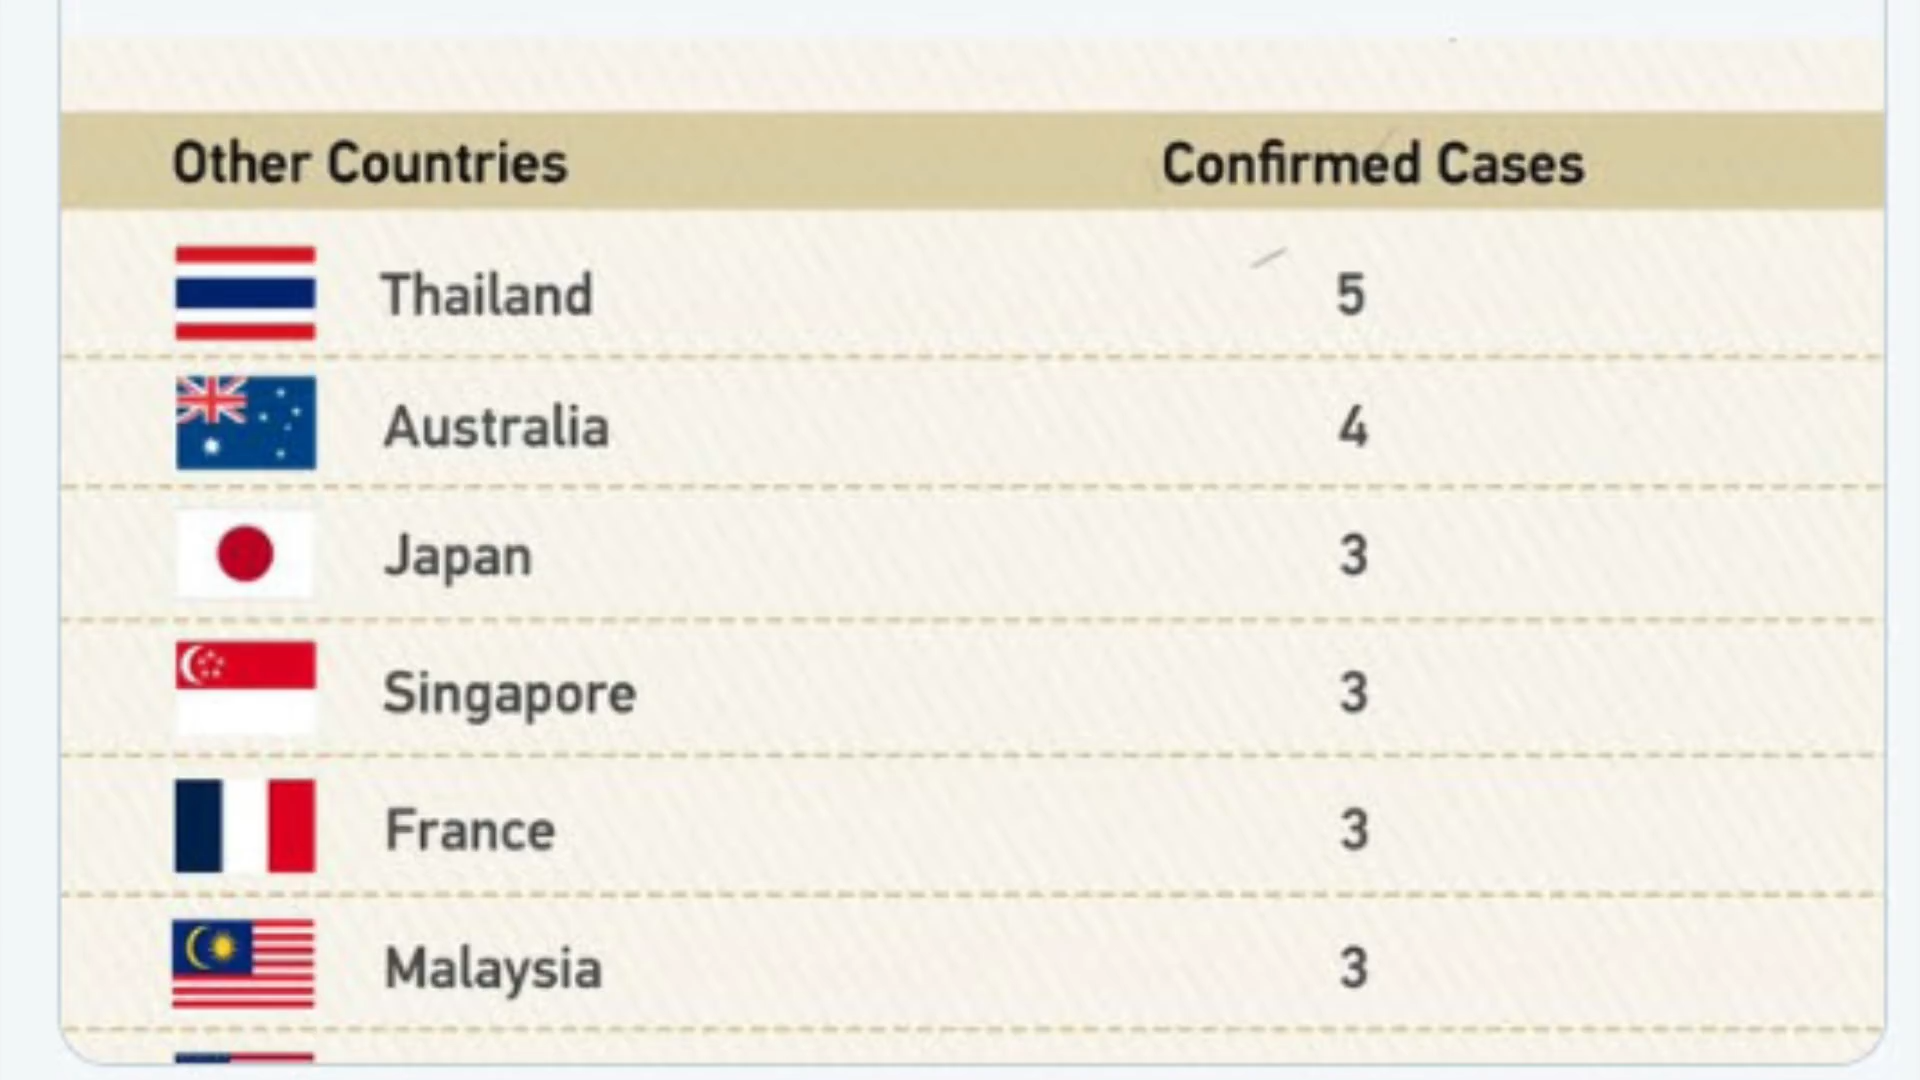 Other Countries Confirmed Cases
Thailand 5
Australia 4
Japan 3
Singapore 3
France 3
Malaysia 3